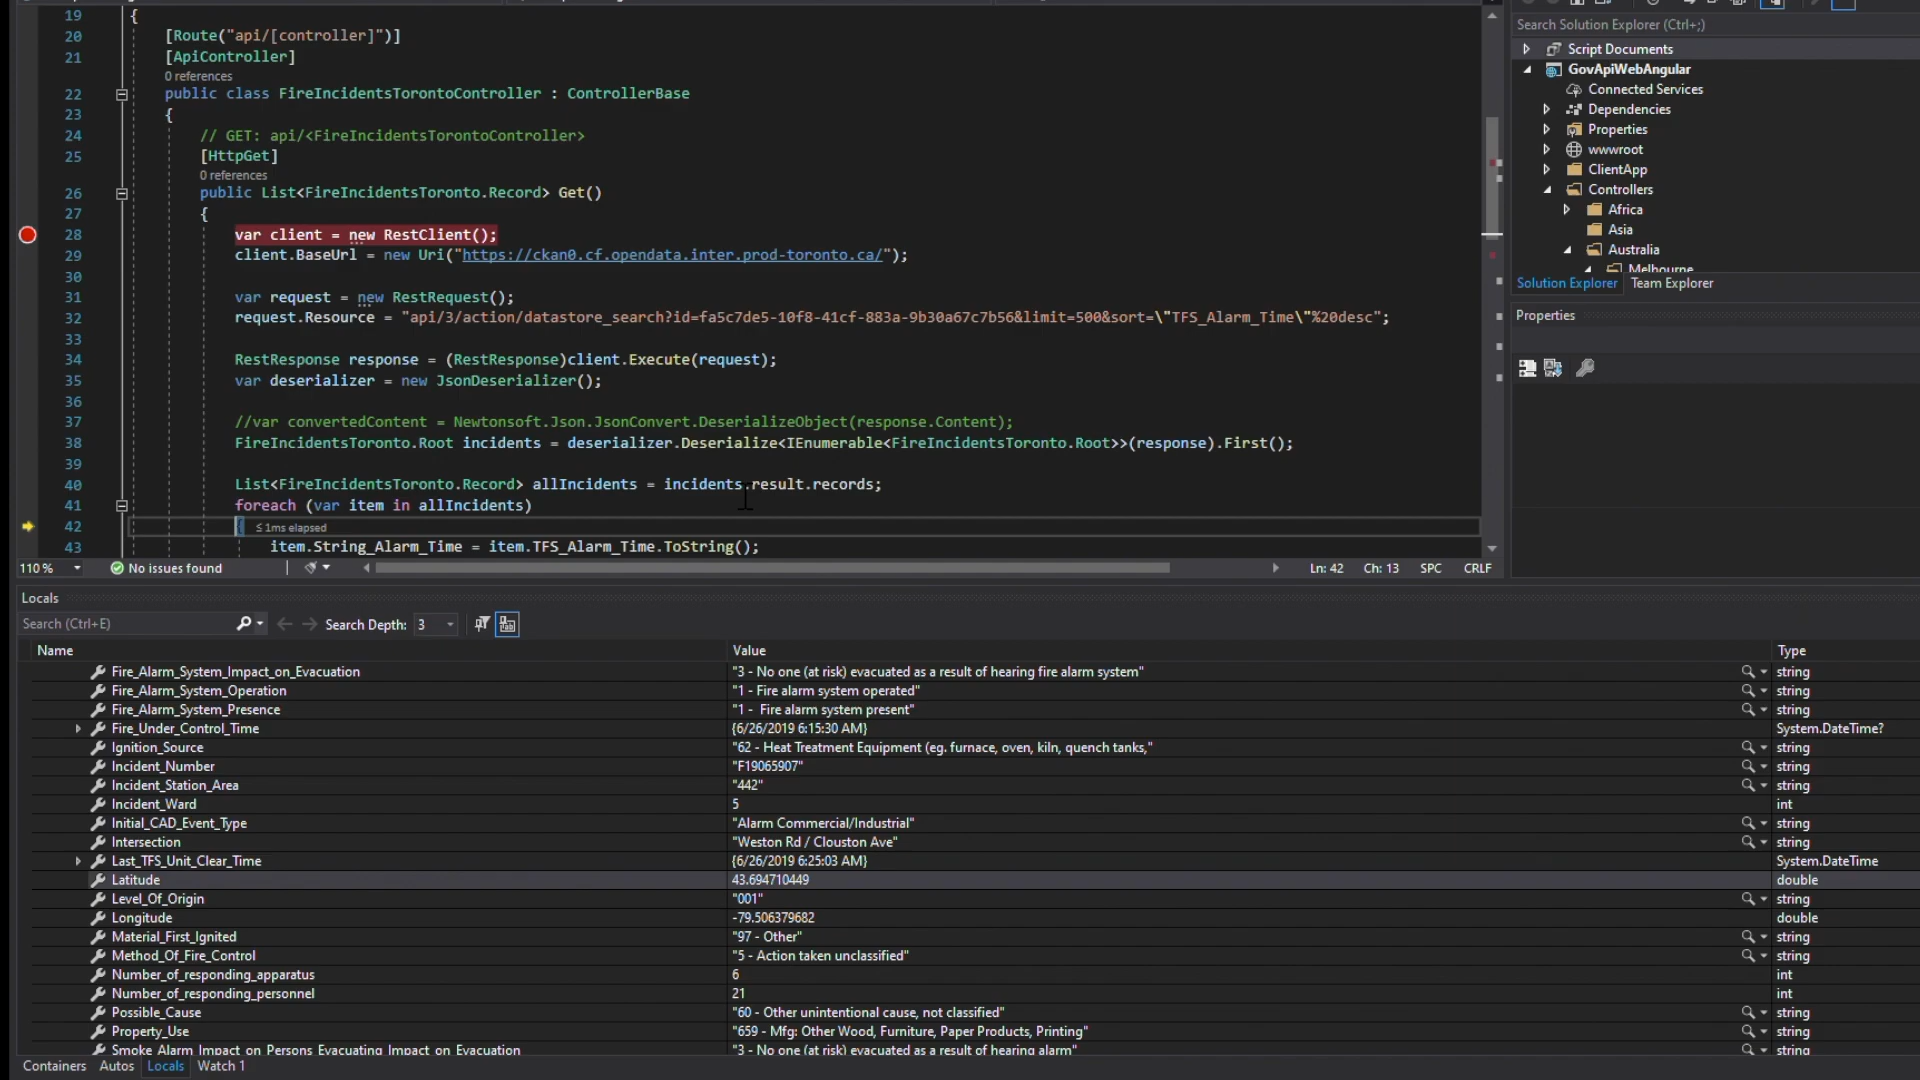 19 {
20 [Route("api/[controller]")]
21 [ApiController]
0 references
22 public class FireIncidentsTorontoController : ControllerBase
23 {
24 // GET: api/<FireIncidentsTorontoController>
25 [HttpGet]
0 references
26 public List<FireIncidentsToronto.Record> Get()
27 {
28 var client = new RestClient();
29 client.BaseUrl = new Uri("https://ckan0.cf.opendata.inter.prod-toronto.ca/");
30
31 var request = new RestRequest();
32 request.Resource = "api/3/action/datastore_search?id=fa5c7de5-10f8-41cf-883a-9b30a67c7b56&limit=500&sort=\"TFS_Alarm_Time\"%20desc";
33
34 RestResponse response = (RestResponse)client.Execute(request);
35 var deserializer = new JsonDeserializer();
36
37 //var convertedContent = Newtonsoft.Json.JsonConvert.DeserializeObject(response.Content);
38 FireIncidentsToronto.Root incidents = deserializer.Deserialize<IEnumerable<FireIncidentsToronto.Root>>(response).First();
39
40 List<FireIncidentsToronto.Record> allIncidents = incidents.result.records;
41 foreach (var item in allIncidents)
42 { ≤ 1ms elapsed
43 item.String_Alarm_Time = item.TFS_Alarm_Time.ToString();
110 % No issues found Ln: 42 Ch: 13 SPC CRLF
Search Solution Explorer (Ctrl+;)
Script Documents
GovApiWebAngular
Connected Services
Dependencies
Properties
wwwroot
ClientApp
Controllers
Africa
Asia
Australia
Melbourne
Solution Explorer Team Explorer
Properties
Locals
Search (Ctrl+E) Search Depth: 3
Name Value Type
Fire_Alarm_System_Impact_on_Evacuation "3 - No one (at risk) evacuated as a result of hearing fire alarm system" string
Fire_Alarm_System_Operation "1 - Fire alarm system operated" string
Fire_Alarm_System_Presence "1 -  Fire alarm system present" string
Fire_Under_Control_Time {6/26/2019 6:15:30 AM} System.DateTime?
Ignition_Source "62 - Heat Treatment Equipment (eg. furnace, oven, kiln, quench tanks," string
Incident_Number "F19065907" string
Incident_Station_Area "442" string
Incident_Ward 5 int
Initial_CAD_Event_Type "Alarm Commercial/Industrial" string
Intersection "Weston Rd / Clouston Ave" string
Last_TFS_Unit_Clear_Time {6/26/2019 6:25:03 AM} System.DateTime
Latitude 43.694710449 double
Level_Of_Origin "001" string
Longitude -79.506379682 double
Material_First_Ignited "97 - Other" string
Method_Of_Fire_Control "5 - Action taken unclassified" string
Number_of_responding_apparatus 6 int
Number_of_responding_personnel 21 int
Possible_Cause "60 - Other unintentional cause, not classified" string
Property_Use "659 - Mfg: Other Wood, Furniture, Paper Products, Printing" string
Smoke_Alarm_Impact_on_Persons_Evacuating_Impact_on_Evacuation "3 - No one (at risk) evacuated as a result of hearing alarm" string
Containers Autos Locals Watch 1